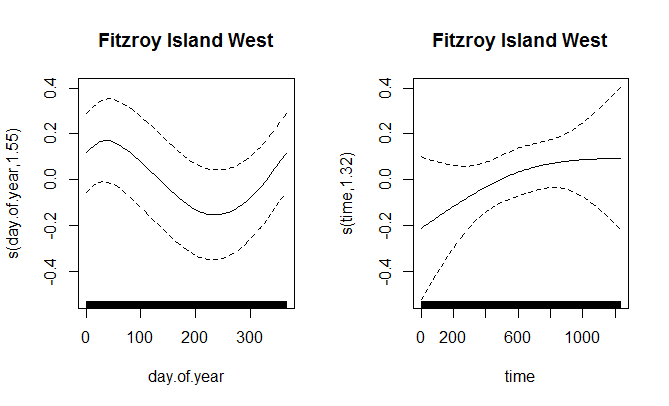 Fitzroy Island West
s(day.of.year,1.55)
0.4
0.2
0.0
-0.2
-0.4
0 100 200 300
day.of.year
Fitzroy Island West
s(time,1.32)
0.4
0.2
0.0
-0.2
-0.4
0 200 600 1000
time